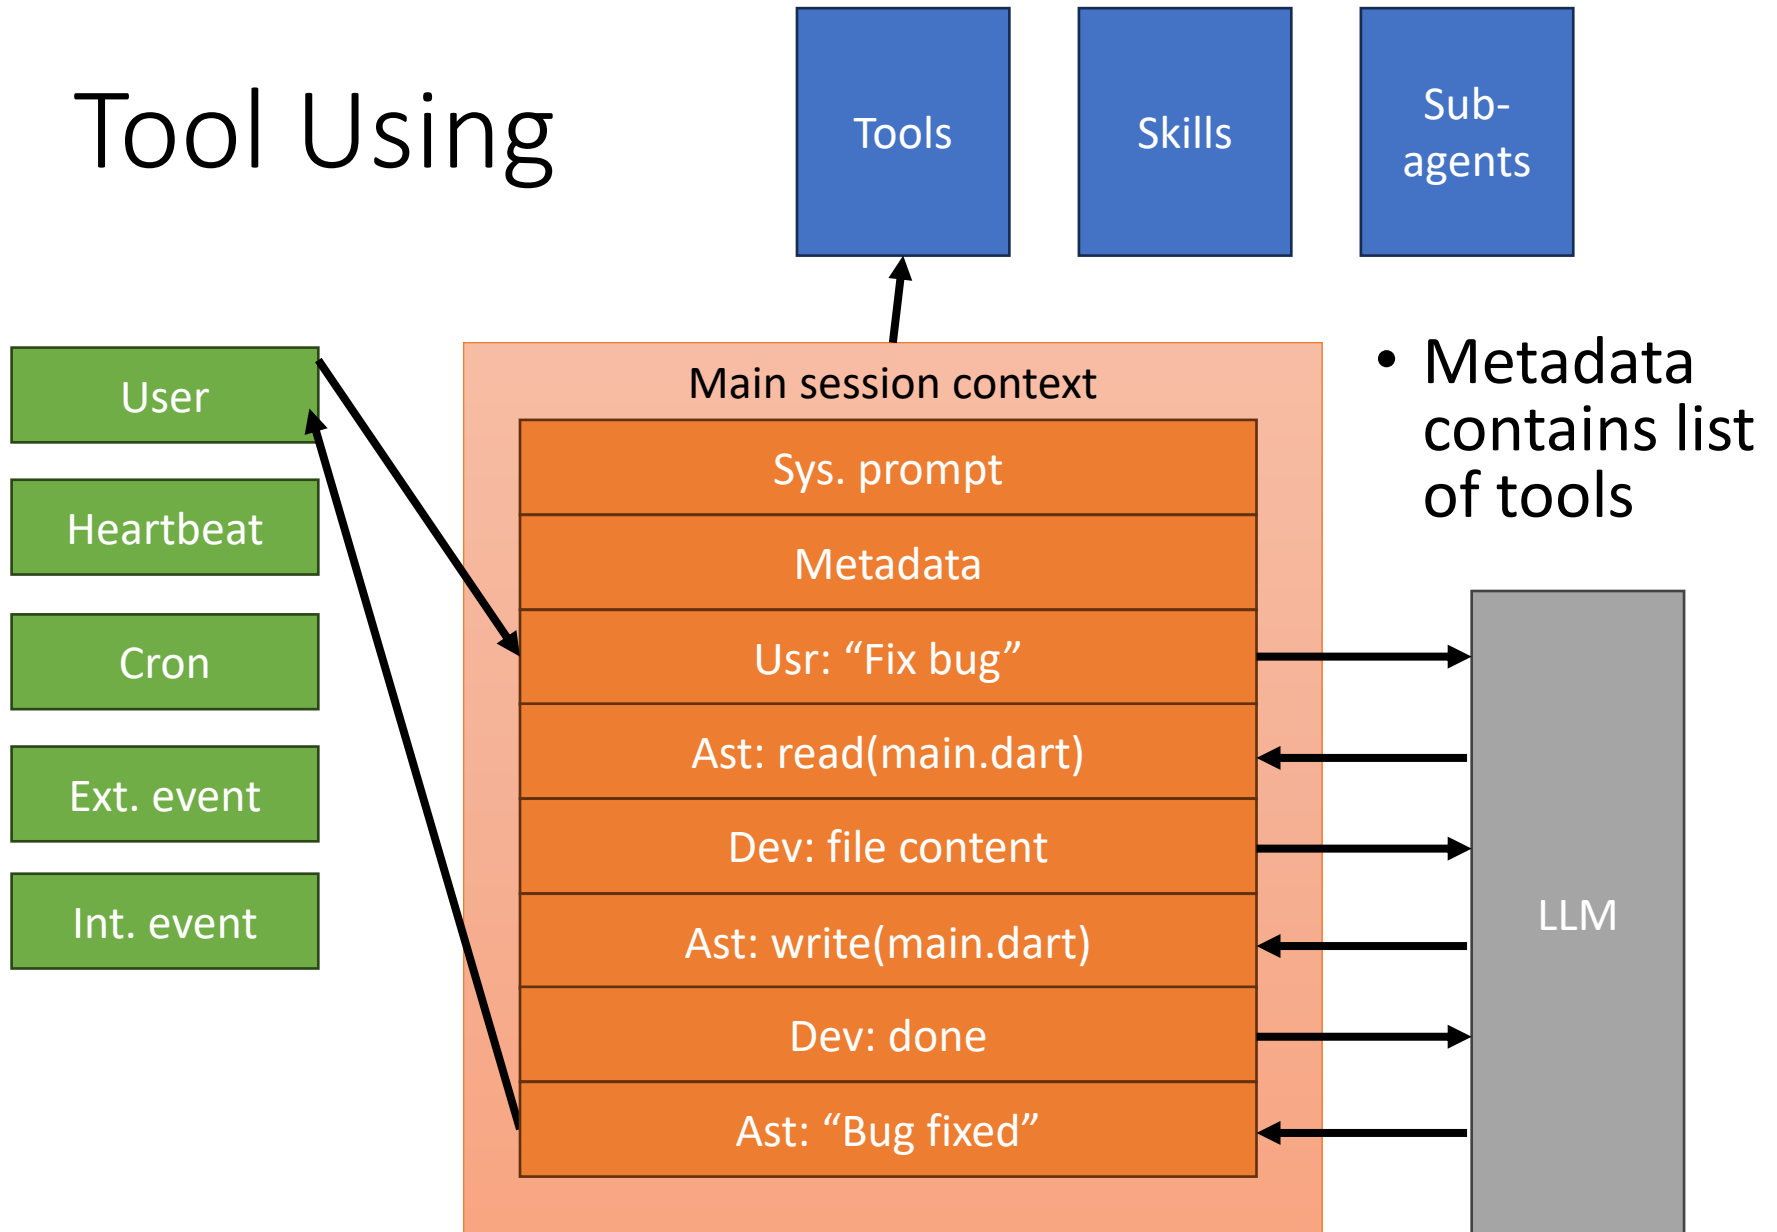 Tool Using
Tools
Skills
Sub-
agents
User
Heartbeat
Cron
Ext. event
Int. event
Main session context
Sys. prompt
Metadata
Usr: “Fix bug”
Ast: read(main.dart)
Dev: file content
Ast: write(main.dart)
Dev: done
Ast: “Bug fixed”
• Metadata
contains list
of tools
LLM